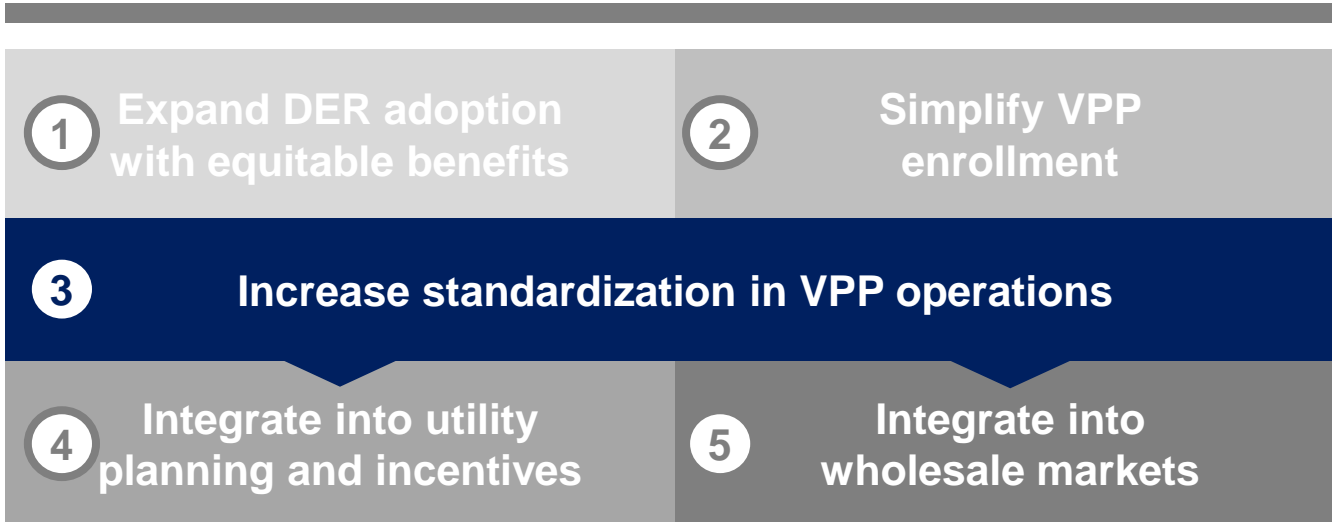 1
Expand DER adoption
with equitable benefits
2
Simplify VPP
enrollment
3
Increase standardization in VPP operations
4
Integrate into utility
planning and incentives
5
Integrate into
wholesale markets